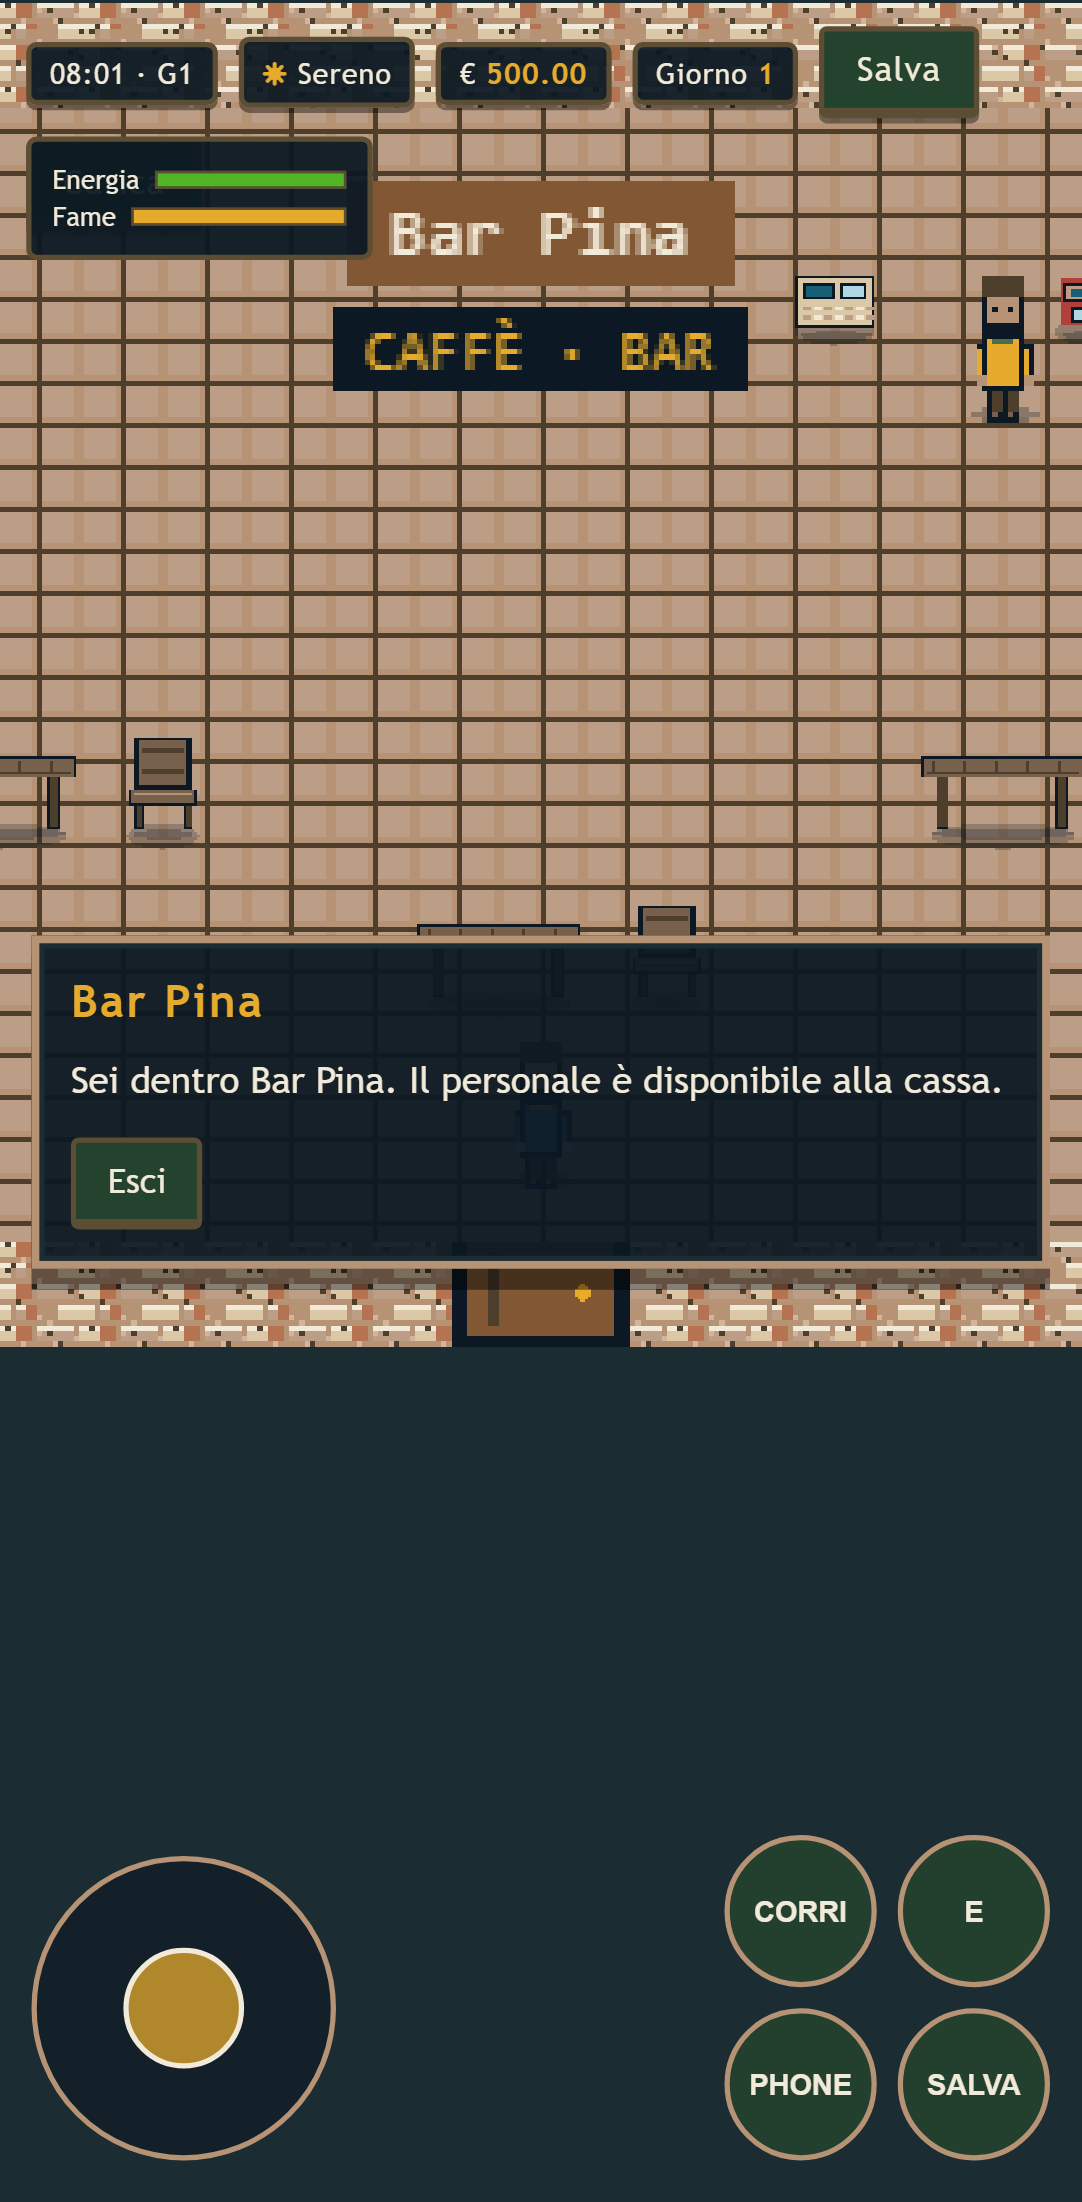 08:01 · G1
Sereno
€ 500.00
Giorno 1
Salva
Energia
Fame
Bar Pina
CAFFÈ · BAR
Bar Pina
Sei dentro Bar Pina. Il personale è disponibile alla cassa.
Esci
CORRI
E
PHONE
SALVA